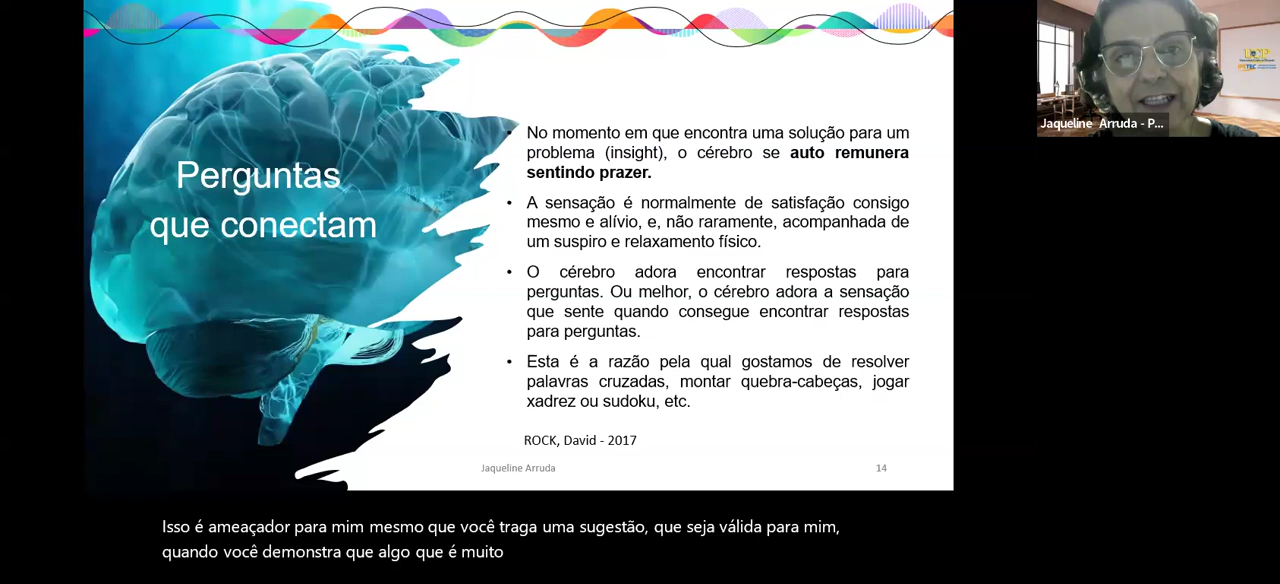 Perguntas
que conectam
• No momento em que encontra uma solução para um
problema (insight), o cérebro se auto remunera
sentindo prazer.
• A sensação é normalmente de satisfação consigo
mesmo e alívio, e, não raramente, acompanhada de
um suspiro e relaxamento físico.
• O cérebro adora encontrar respostas para
perguntas. Ou melhor, o cérebro adora a sensação
que sente quando consegue encontrar respostas
para perguntas.
• Esta é a razão pela qual gostamos de resolver
palavras cruzadas, montar quebra-cabeças, jogar
xadrez ou sudoku, etc.
ROCK, David - 2017
Jaqueline Arruda
14
Jaqueline Arruda - P...
Isso é ameaçador para mim mesmo que você traga uma sugestão, que seja válida para mim,
quando você demonstra que algo que é muito